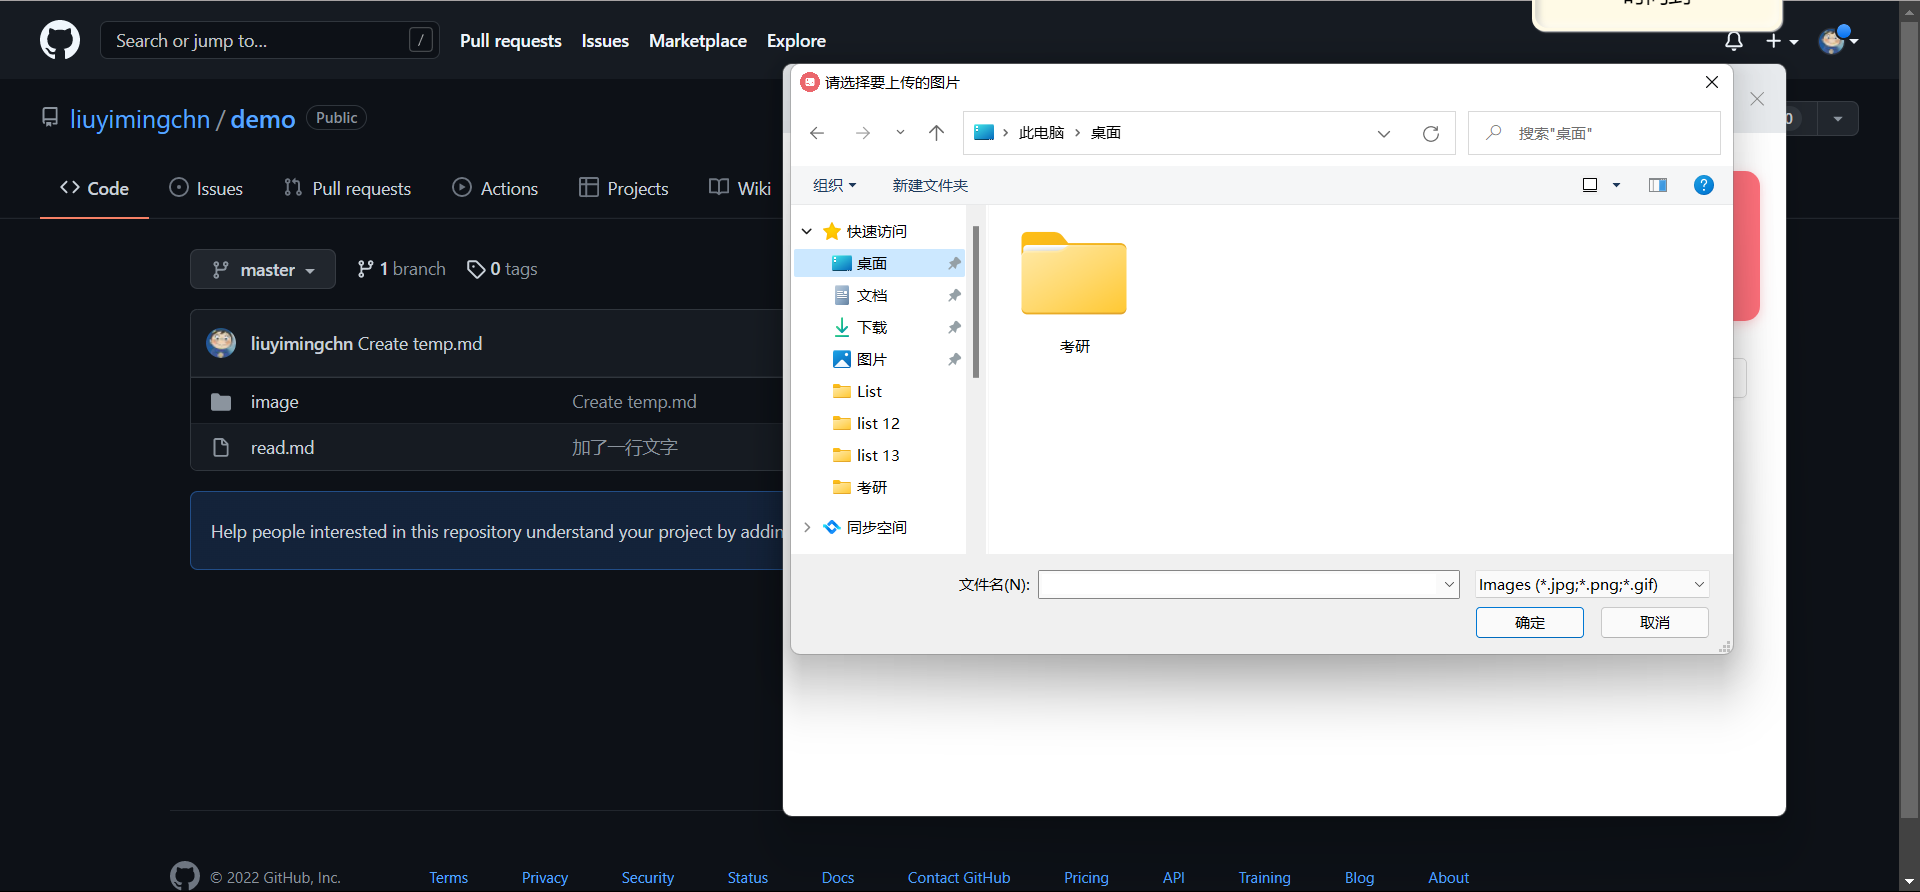 Search or jump to...
/
Pull requests
Issues
Marketplace
Explore
liuyimingchn / demo
Public
Code
Issues
Pull requests
Actions
Projects
Wiki
master
1 branch
0 tags
liuyimingchn Create temp.md
image
Create temp.md
read.md
加了一行文字
Help people interested in this repository understand your project by addin
请选择要上传的图片
此电脑
桌面
搜索"桌面"
组织
新建文件夹
?
快速访问
桌面
文档
下载
图片
List
list 12
list 13
考研
同步空间
考研
文件名(N):
Images (*.jpg;*.png;*.gif)
确定
取消
0
© 2022 GitHub, Inc.
Terms
Privacy
Security
Status
Docs
Contact GitHub
Pricing
API
Training
Blog
About